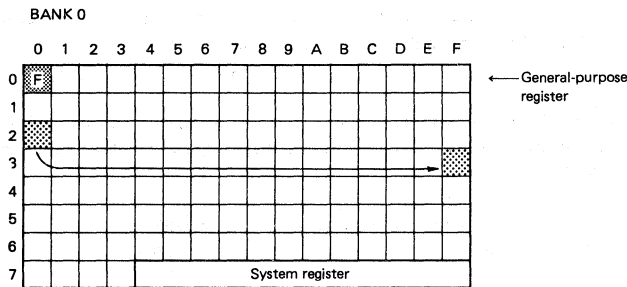 BANK 0
0 1 2 3 4 5 6 7 8 9 A B C D E F
0 F ← General-purpose
register
1
2
3
4
5
6
7 System register